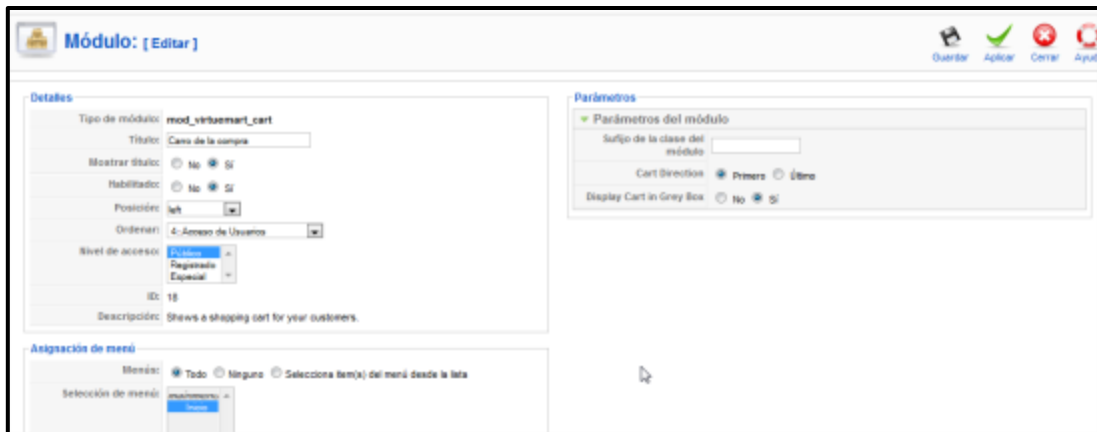 Módulo: [ Editar ]
Guardar Aplicar Cerrar Ayud
Detalles
Tipo de módulo: mod_virtuemart_cart
Título: Carro de la compra
Mostrar título: No Sí
Habilitado: No Sí
Posición: left
Ordenar: 4::Acceso de Usuarios
Nivel de acceso: Público
Registrado
Especial
ID: 18
Descripción: Shows a shopping cart for your customers.
Asignación de menú
Menús: Todo Ninguno Selecciona ítem(s) del menú desde la lista
Selección de menú: mainmenu
Inicio
Parámetros
Parámetros del módulo
Sufijo de la clase del
módulo
Cart Direction Primero Último
Display Cart in Grey Box No Sí